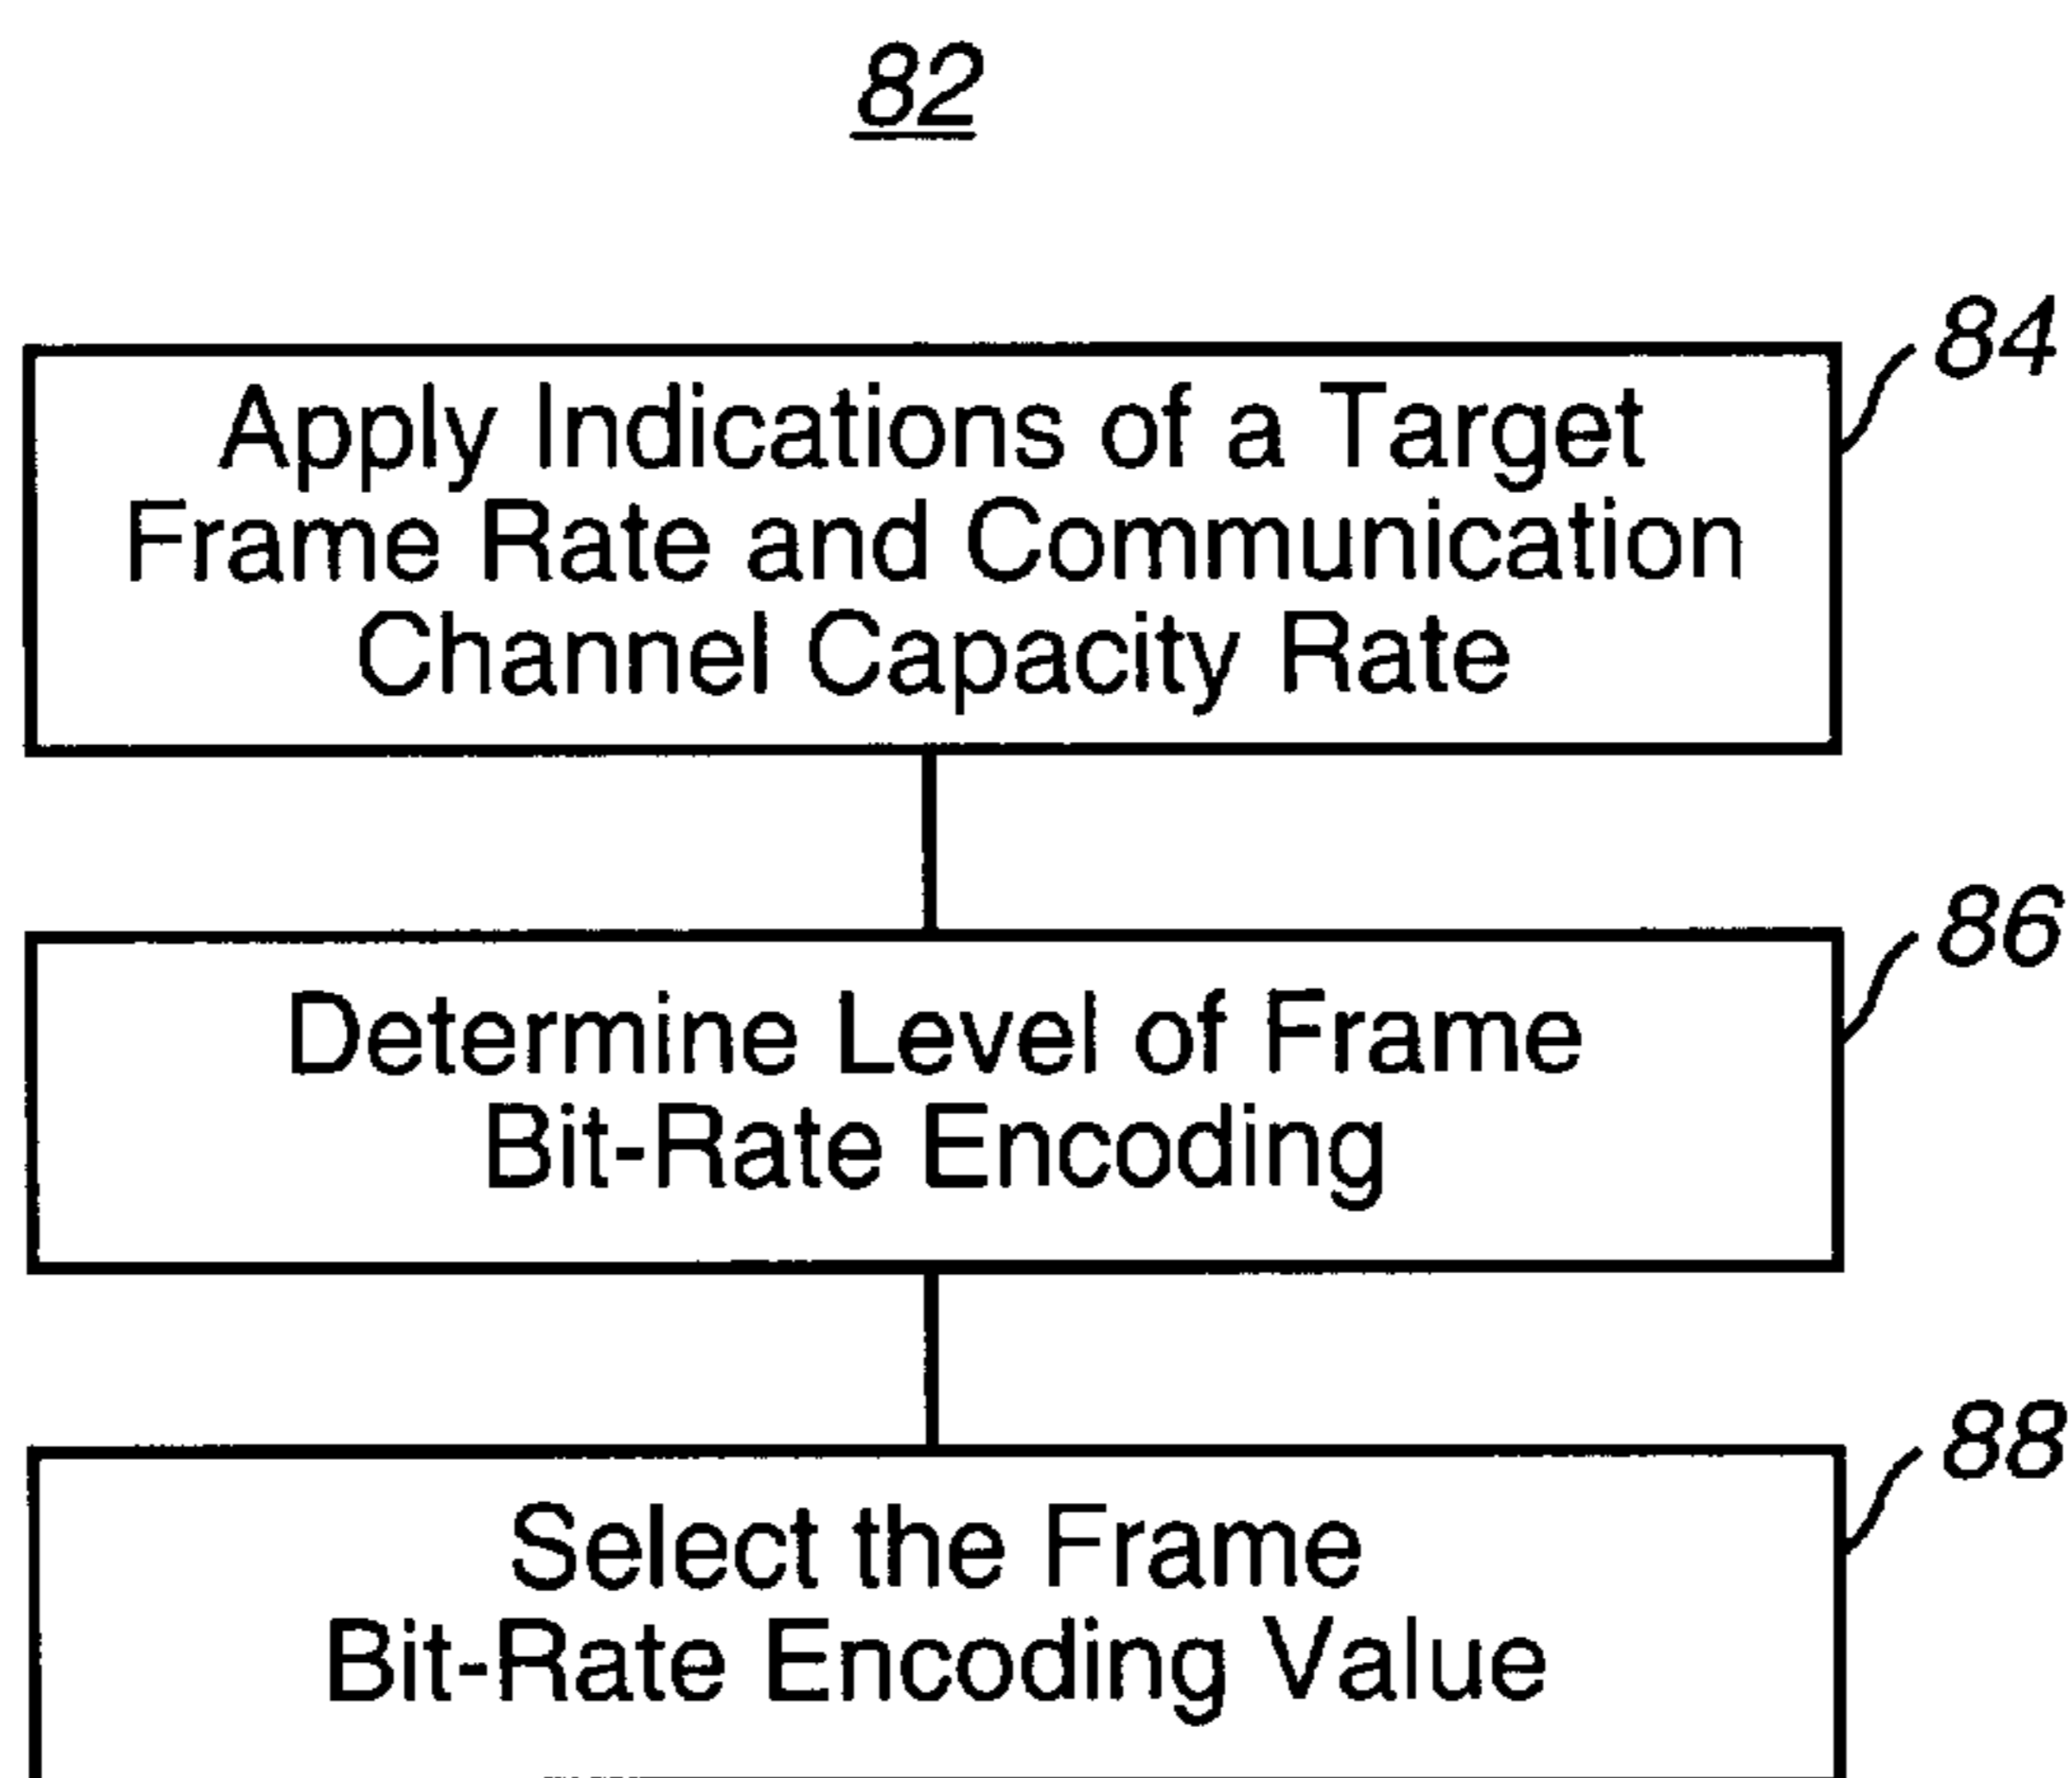 82
84
Apply Indications of a Target
Frame Rate and Communication
Channel Capacity Rate
86
Determine Level of Frame
Bit-Rate Encoding
88
Select the Frame
Bit-Rate Encoding Value